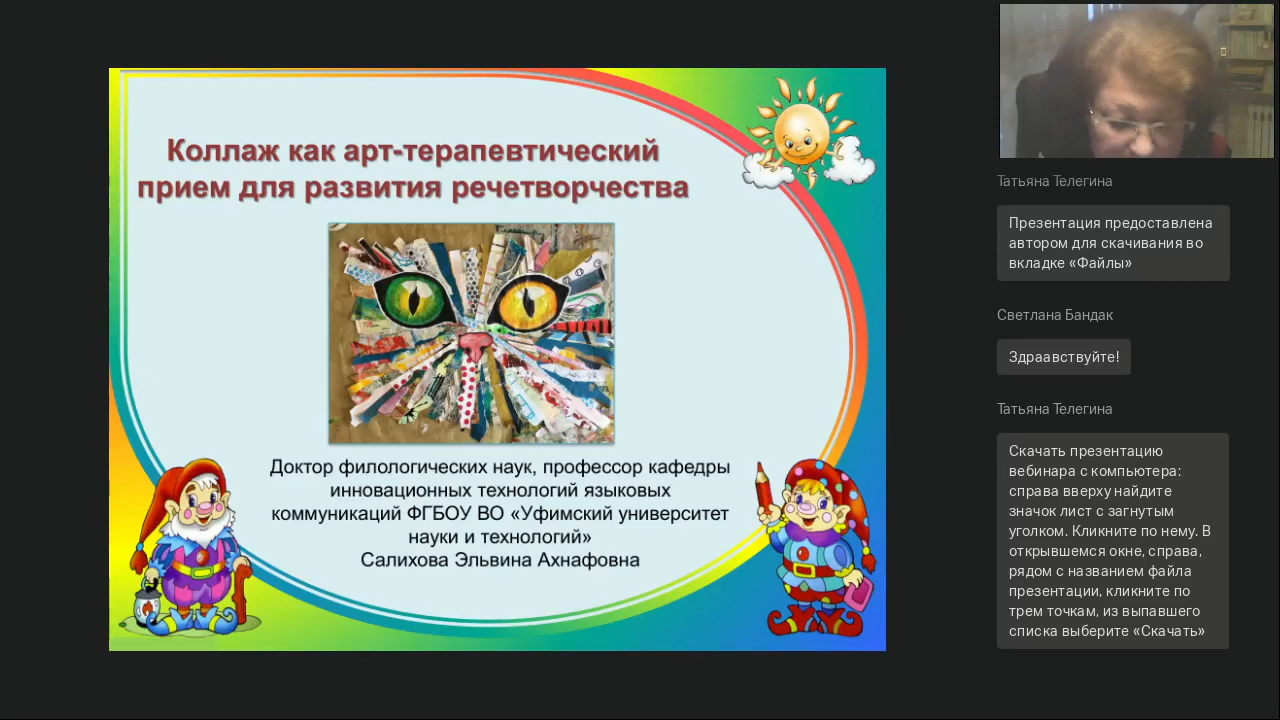 Коллаж как арт-терапевтический
прием для развития речетворчества
Доктор филологических наук, профессор кафедры
инновационных технологий языковых
коммуникаций ФГБОУ ВО «Уфимский университет
науки и технологий»
Салихова Эльвина Ахнафовна
Татьяна Телегина
Презентация предоставлена
автором для скачивания во
вкладке «Файлы»
Светлана Бандак
Здраавствуйте!
Татьяна Телегина
Скачать презентацию
вебинара с компьютера:
справа вверху найдите
значок лист с загнутым
уголком. Кликните по нему. В
открывшемся окне, справа,
рядом с названием файла
презентации, кликните по
трем точкам, из выпавшего
списка выберите «Скачать»